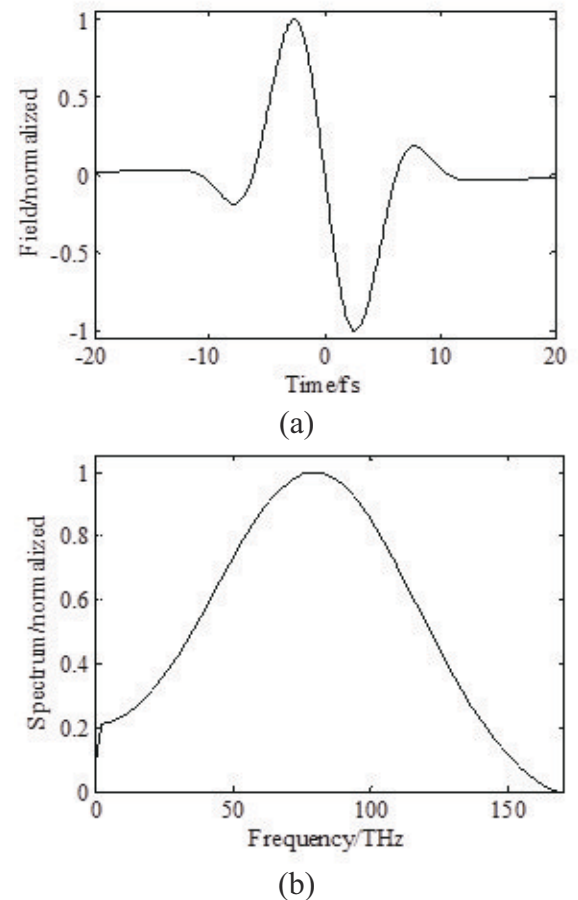 1
0.5
0
-0.5
-1
Field/normalized
-20 -10 0 10 20
Time/fs
(a)
1
0.8
0.6
0.4
0.2
0
Spectrum/normalized
0 50 100 150
Frequency/THz
(b)